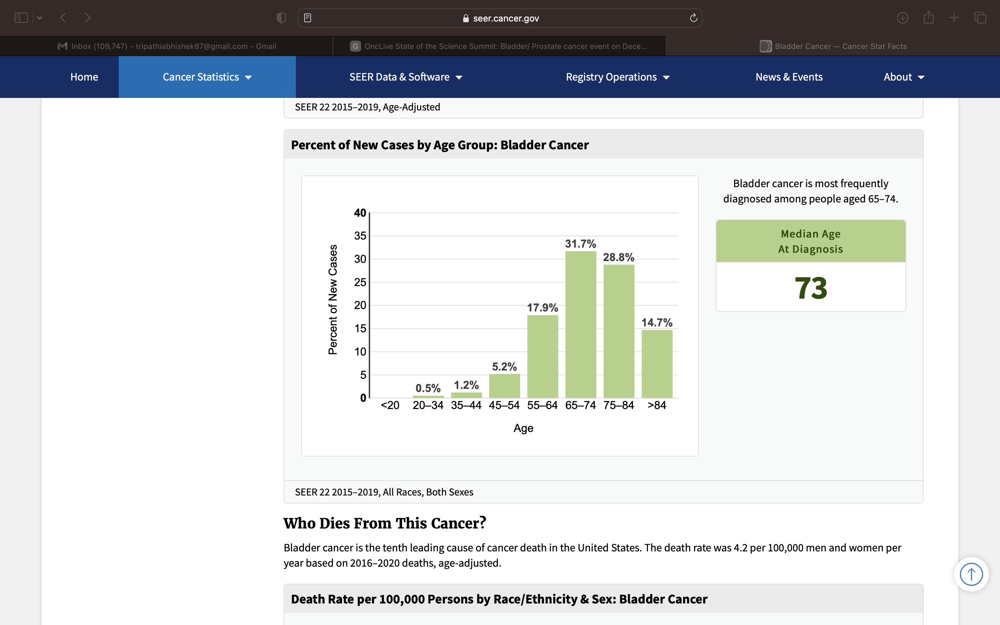 seer.cancer.gov
Inbox (109,747) - tripathiabhishek87@gmail.com - Gmail
G OncLive State of the Science Summit: Bladder/ Prostate cancer event on Dece...
Bladder Cancer — Cancer Stat Facts
Home
Cancer Statistics
SEER Data & Software
Registry Operations
News & Events
About
SEER 22 2015–2019, Age-Adjusted
Percent of New Cases by Age Group: Bladder Cancer
Percent of New Cases
40
35
30
25
20
15
10
5
0
0.5%
1.2%
5.2%
17.9%
31.7%
28.8%
14.7%
<20 20–34 35–44 45–54 55–64 65–74 75–84 >84
Age
Bladder cancer is most frequently
diagnosed among people aged 65–74.
Median Age
At Diagnosis
73
SEER 22 2015–2019, All Races, Both Sexes
Who Dies From This Cancer?
Bladder cancer is the tenth leading cause of cancer death in the United States. The death rate was 4.2 per 100,000 men and women per
year based on 2016–2020 deaths, age-adjusted.
Death Rate per 100,000 Persons by Race/Ethnicity & Sex: Bladder Cancer